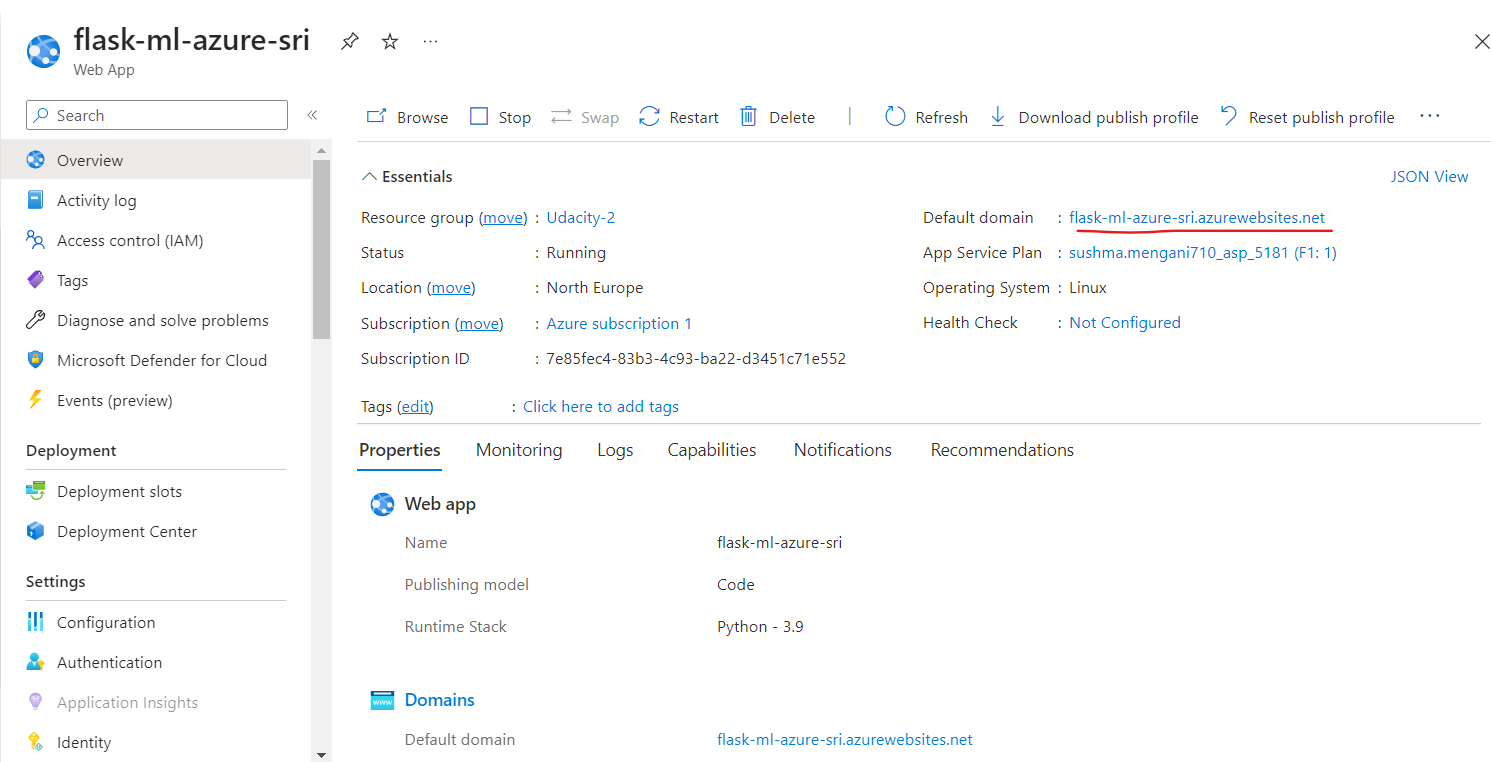 flask-ml-azure-sri
Web App
Search
«
Overview
Activity log
Access control (IAM)
Tags
Diagnose and solve problems
Microsoft Defender for Cloud
Events (preview)
Deployment
Deployment slots
Deployment Center
Settings
Configuration
Authentication
Application Insights
Identity
Browse Stop Swap Restart Delete | Refresh Download publish profile Reset publish profile ···
Essentials JSON View
Resource group (move) : Udacity-2
Status : Running
Location (move) : North Europe
Subscription (move) : Azure subscription 1
Subscription ID : 7e85fec4-83b3-4c93-ba22-d3451c71e552
Default domain : flask-ml-azure-sri.azurewebsites.net
App Service Plan : sushma.mengani710_asp_5181 (F1: 1)
Operating System : Linux
Health Check : Not Configured
Tags (edit) : Click here to add tags
Properties Monitoring Logs Capabilities Notifications Recommendations
Web app
Name flask-ml-azure-sri
Publishing model Code
Runtime Stack Python - 3.9
www Domains
Default domain flask-ml-azure-sri.azurewebsites.net